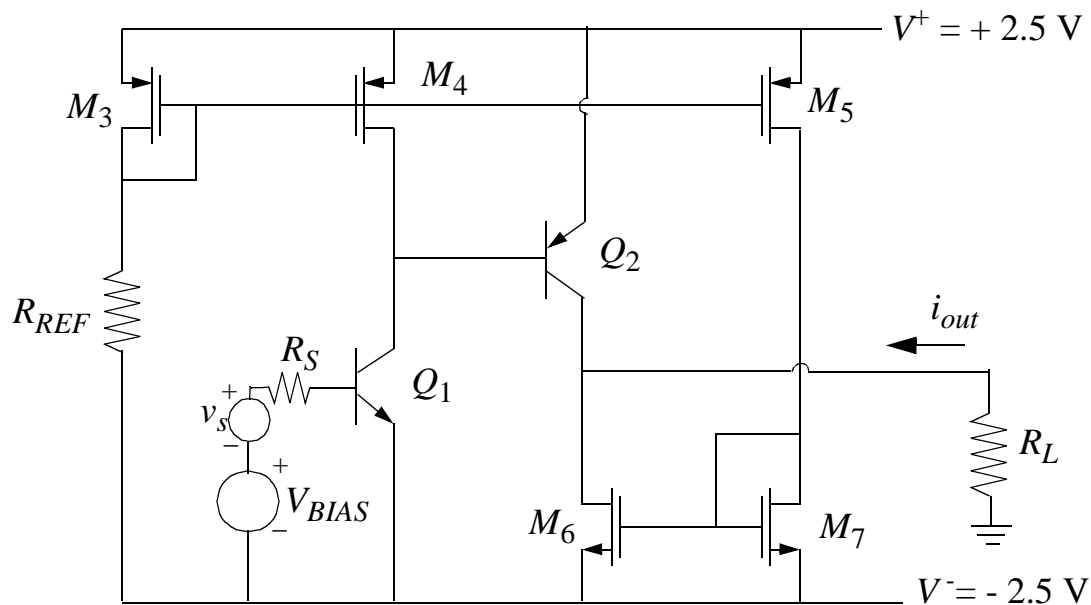 V⁺ = + 2.5 V
M₃
M₄
M₅
Q₂
R_REF
i_out
R_S
Q₁
+
v_s
−
+
V_BIAS
−
R_L
M₆
M₇
V⁻ = - 2.5 V